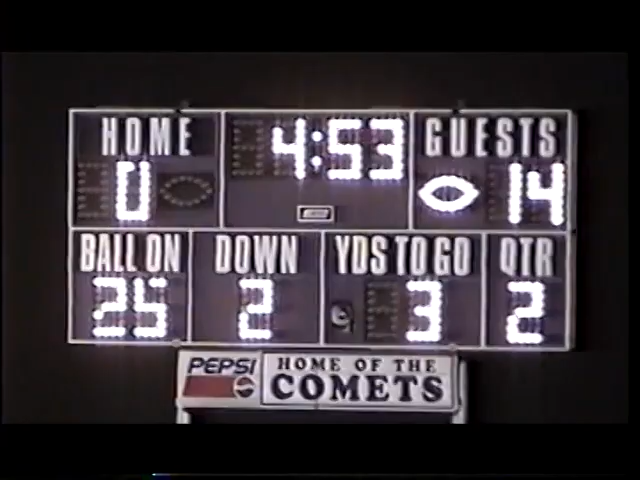 HOME 4:53 GUESTS
0 14
BALL ON DOWN YDS TO GO QTR
25 2 3 2
PEPSI HOME OF THE
COMETS